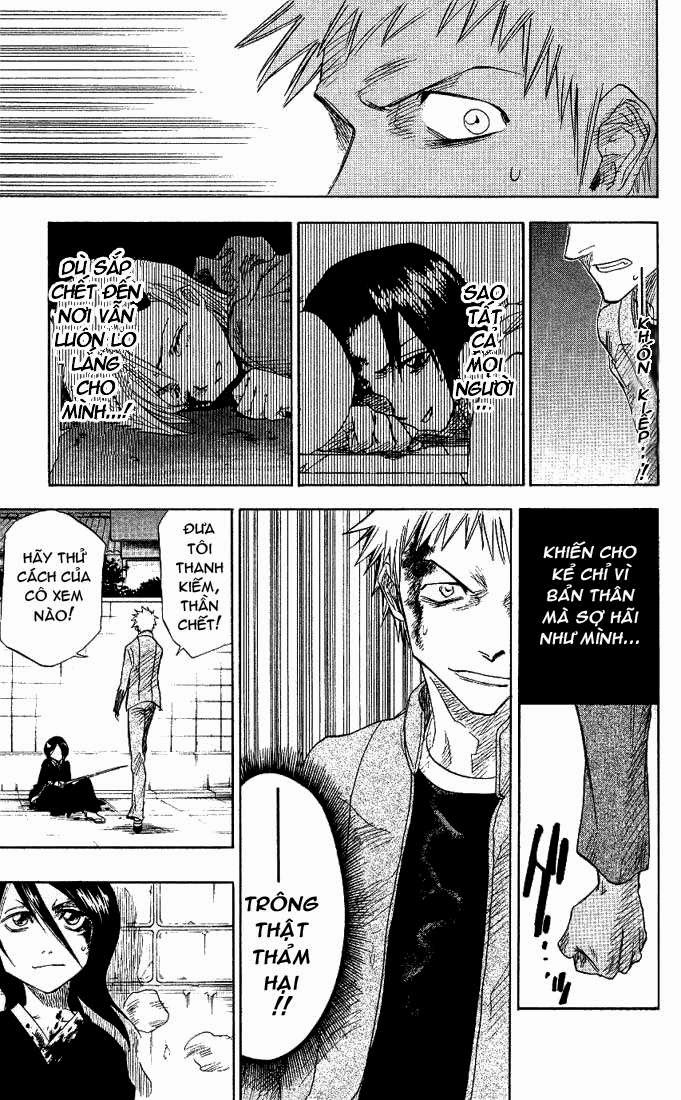 KHỐN KIẾP...!!
SAO
TẤT
CẢ
MỌI
NGƯỜI
...
DÙ SẮP
CHẾT ĐẾN
NƠI VẪN
LUÔN LO
LẮNG
CHO
MÌNH...!
KHIẾN CHO
KẺ CHỈ VÌ
BẢN THÂN
MÀ SỢ HÃI
NHƯ MÌNH...
TRÔNG
THẬT
THẢM
HẠI
!!
ĐƯA
TÔI
THANH
KIẾM,
THẦN
CHẾT!
HÃY THỬ
CÁCH CỦA
CÔ XEM
NÀO!